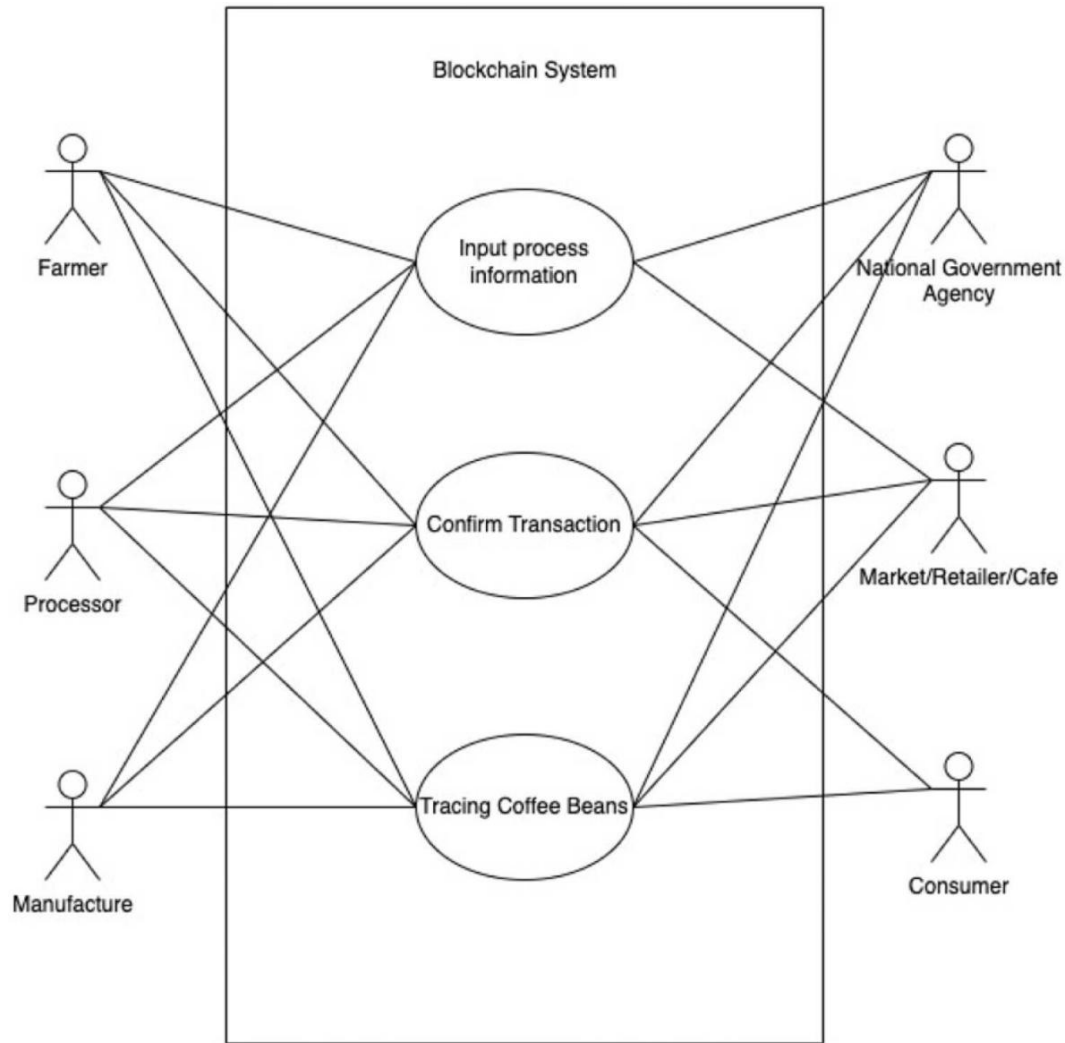 Blockchain System
Farmer
Input process
information
National Government
Agency
Processor
Confirm Transaction
Market/Retailer/Cafe
Manufacture
Tracing Coffee Beans
Consumer